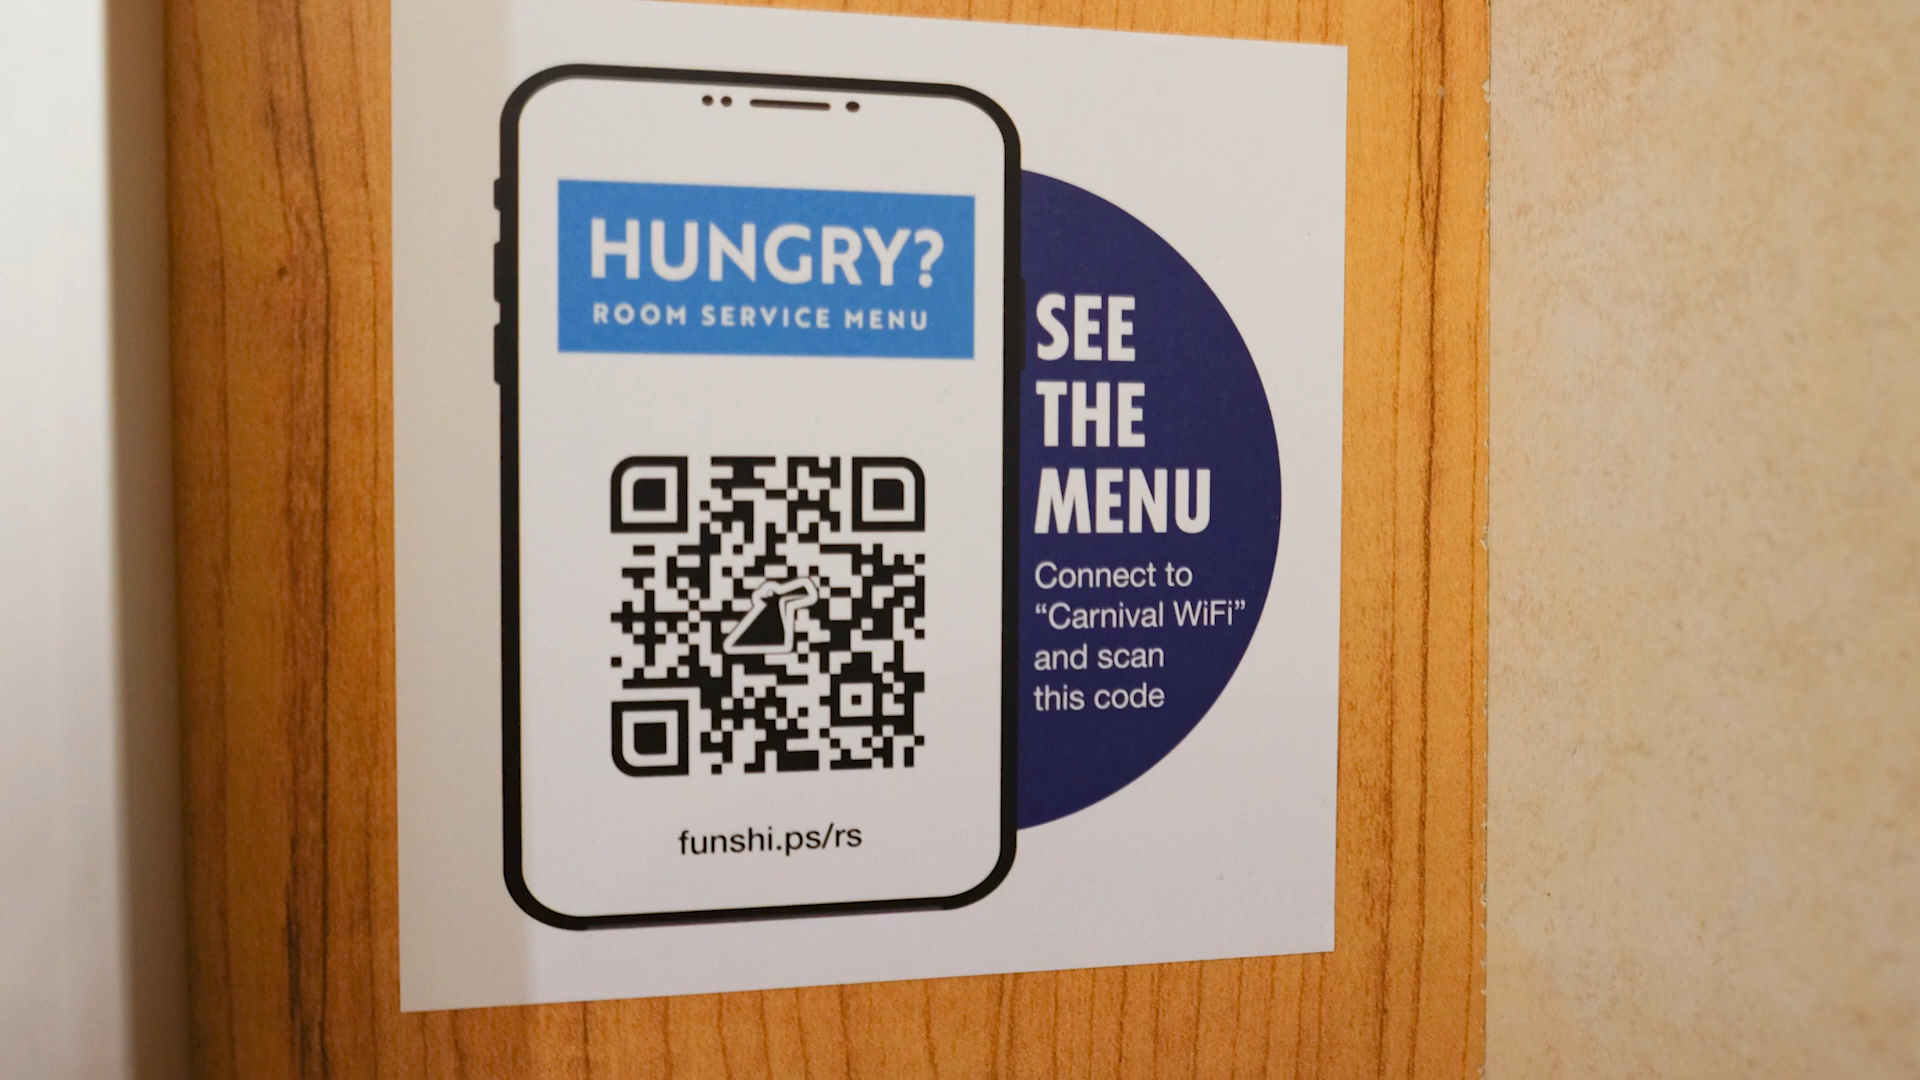 HUNGRY?
ROOM SERVICE MENU
funshi.ps/rs
SEE
THE
MENU
Connect to
“Carnival WiFi”
and scan
this code